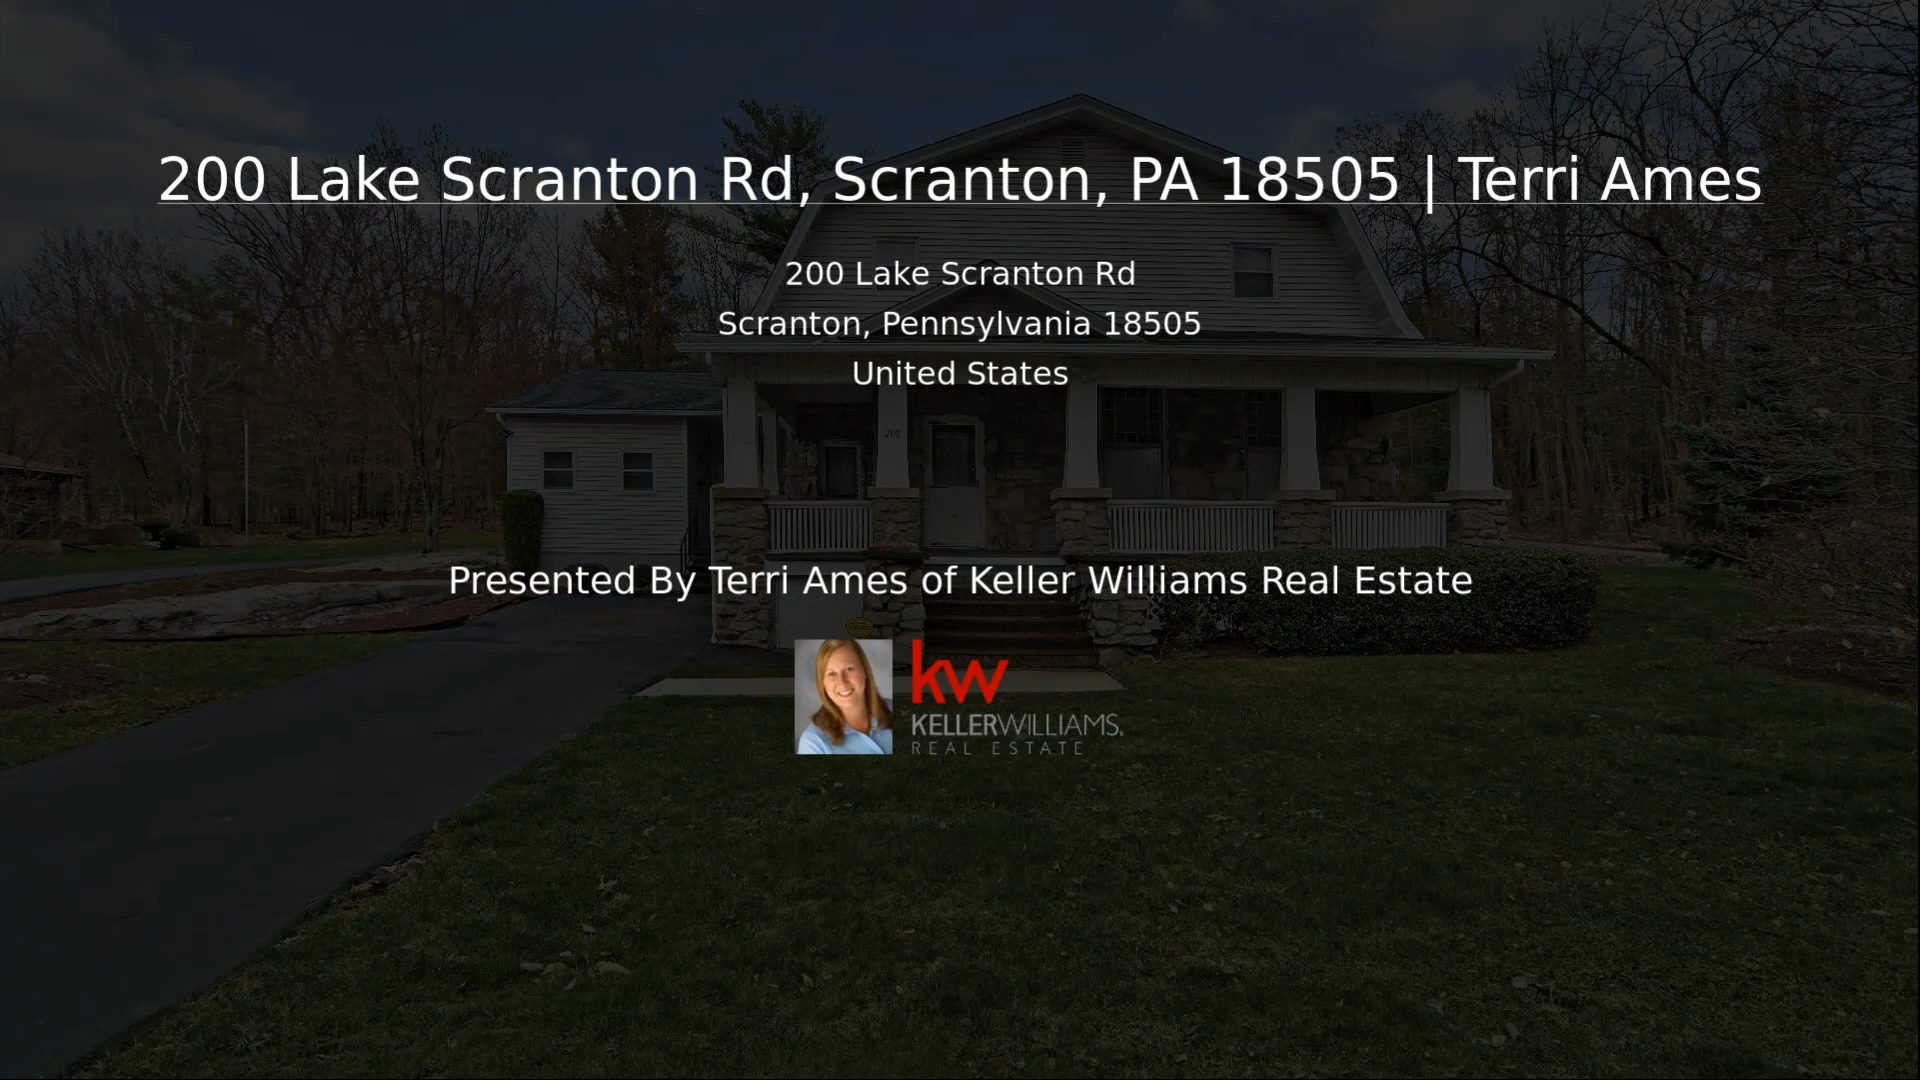 200 Lake Scranton Rd, Scranton, PA 18505 | Terri Ames
200 Lake Scranton Rd
Scranton, Pennsylvania 18505
United States
200
Presented By Terri Ames of Keller Williams Real Estate
kw
KELLERWILLIAMS.
REAL ESTATE